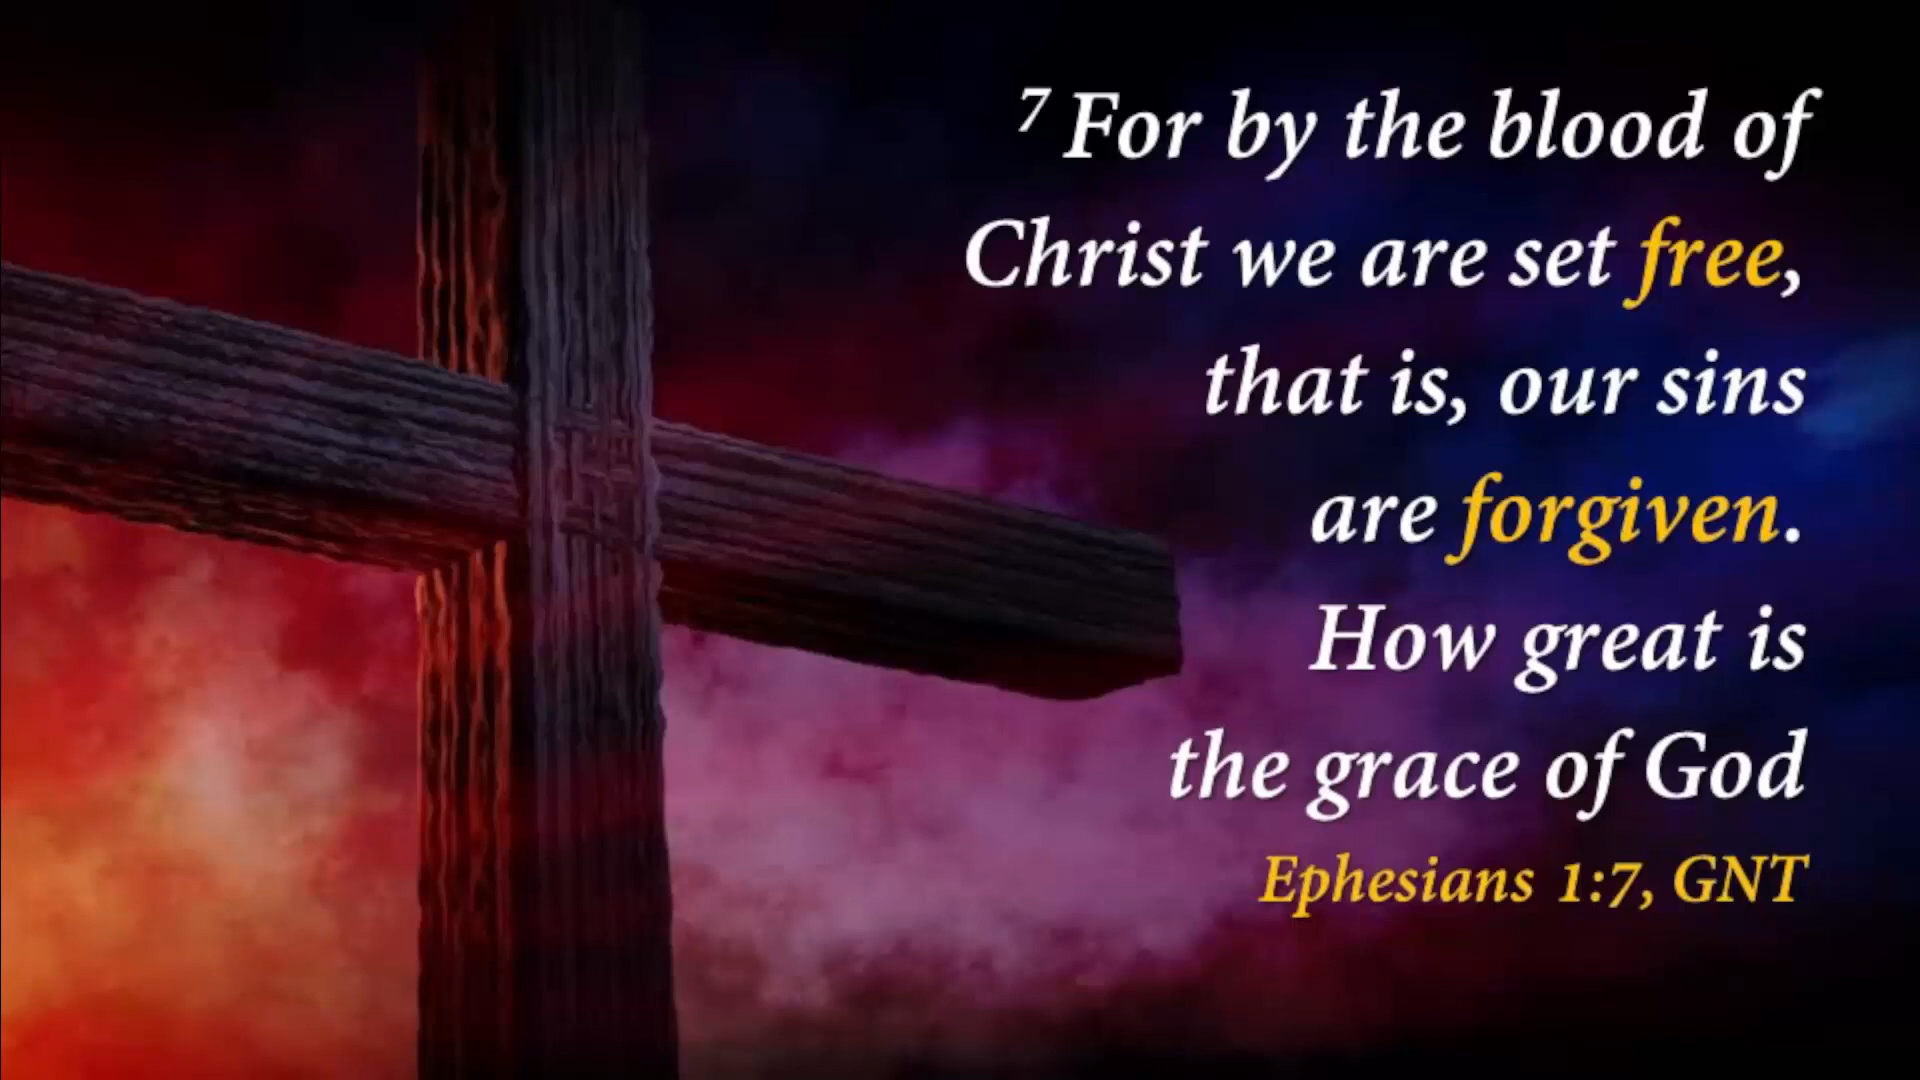 7 For by the blood of
Christ we are set free,
that is, our sins
are forgiven.
How great is
the grace of God
Ephesians 1:7, GNT